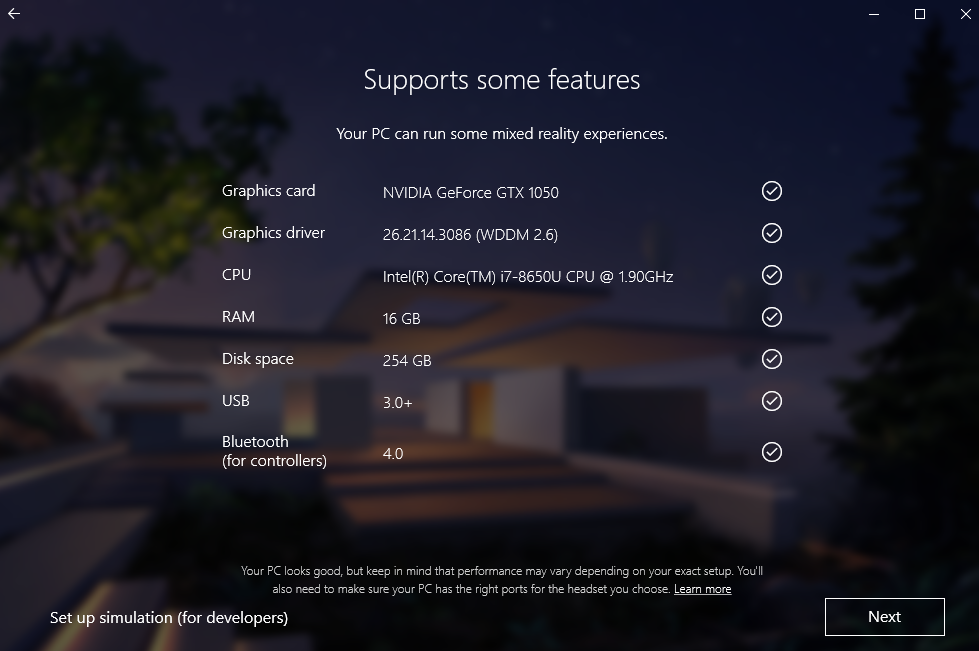 Supports some features
Your PC can run some mixed reality experiences.
Graphics card NVIDIA GeForce GTX 1050
Graphics driver 26.21.14.3086 (WDDM 2.6)
CPU Intel(R) Core(TM) i7-8650U CPU @ 1.90GHz
RAM 16 GB
Disk space 254 GB
USB 3.0+
Bluetooth
(for controllers) 4.0
Your PC looks good, but keep in mind that performance may vary depending on your exact setup. You'll
also need to make sure your PC has the right ports for the headset you choose. Learn more
Set up simulation (for developers)
Next